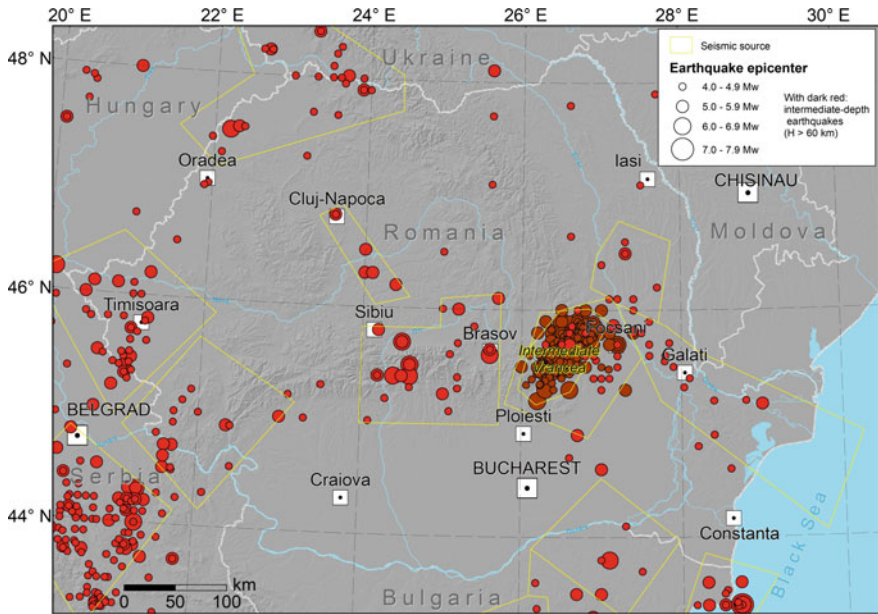 20° E
22° E
24° E
26° E
28° E
30° E
48° N
46° N
44° N
Ukraine
Hungary
Oradea
Iasi
CHISINAU
Cluj-Napoca
Romania
Moldova
Timisoara
Sibiu
Brasov
Focsani
Intermediate
Vrancea
Galati
BELGRAD
Ploiesti
Serbia
Craiova
BUCHAREST
Constanta
Black Sea
Bulgaria
0 50 100
km
Seismic source
Earthquake epicenter
4.0 - 4.9 Mw
5.0 - 5.9 Mw
6.0 - 6.9 Mw
7.0 - 7.9 Mw
With dark red:
intermediate-depth
earthquakes
(H > 60 km)